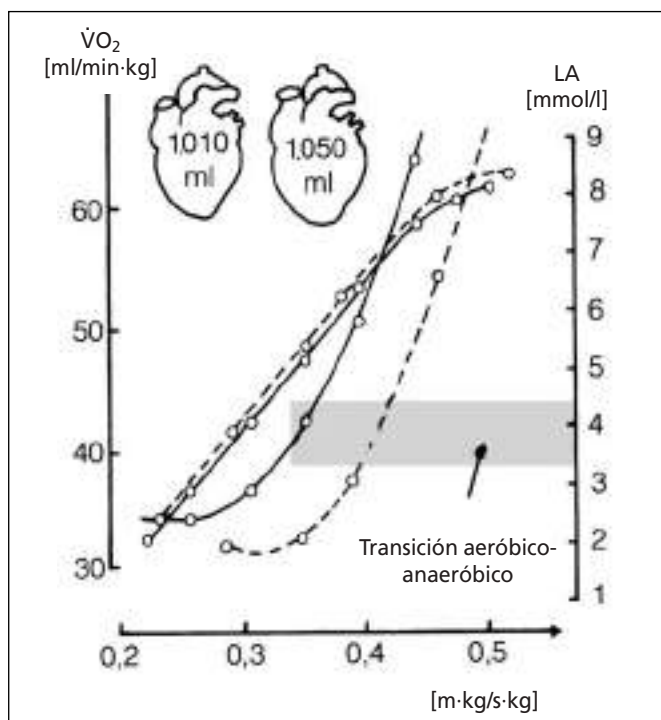 V̇O₂
[ml/min·kg]
LA
[mmol/l]
1.010
ml
1.050
ml
60
50
40
30
9
8
7
6
5
4
3
2
1
Transición aeróbico-
anaeróbico
0,2 0,3 0,4 0,5
[m·kg/s·kg]